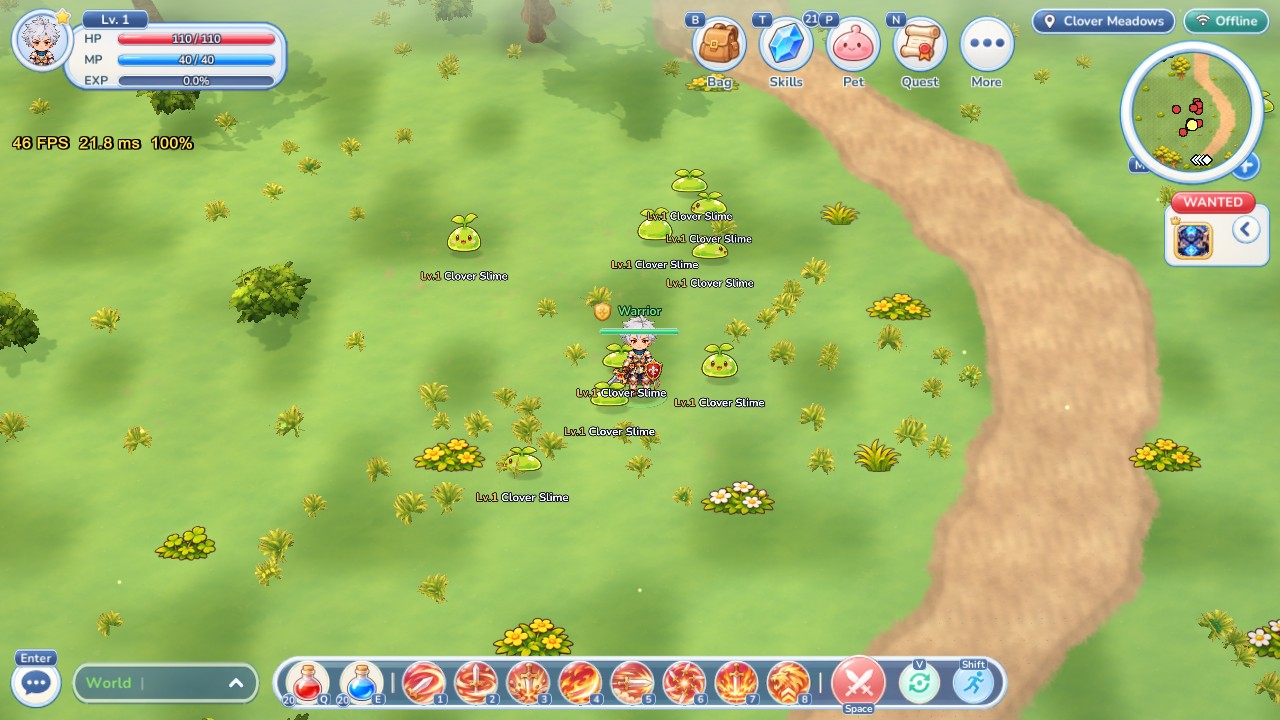 Lv. 1
HP 110 / 110
MP 40 / 40
EXP 0.0%
46 FPS 21.8 ms 100%
B T 21 P N
Bag Skills Pet Quest More
Clover Meadows
Offline
M
WANTED
Lv.1 Clover Slime
Lv.1 Clover Slime
Lv.1 Clover Slime
Lv.1 Clover Slime
Lv.1 Clover Slime
Warrior
Lv.1 Clover Slime
Lv.1 Clover Slime
Lv.1 Clover Slime
Lv.1 Clover Slime
Enter
World
20 Q 20 E 1 2 3 4 5 6 7 8
Space
V
Shift